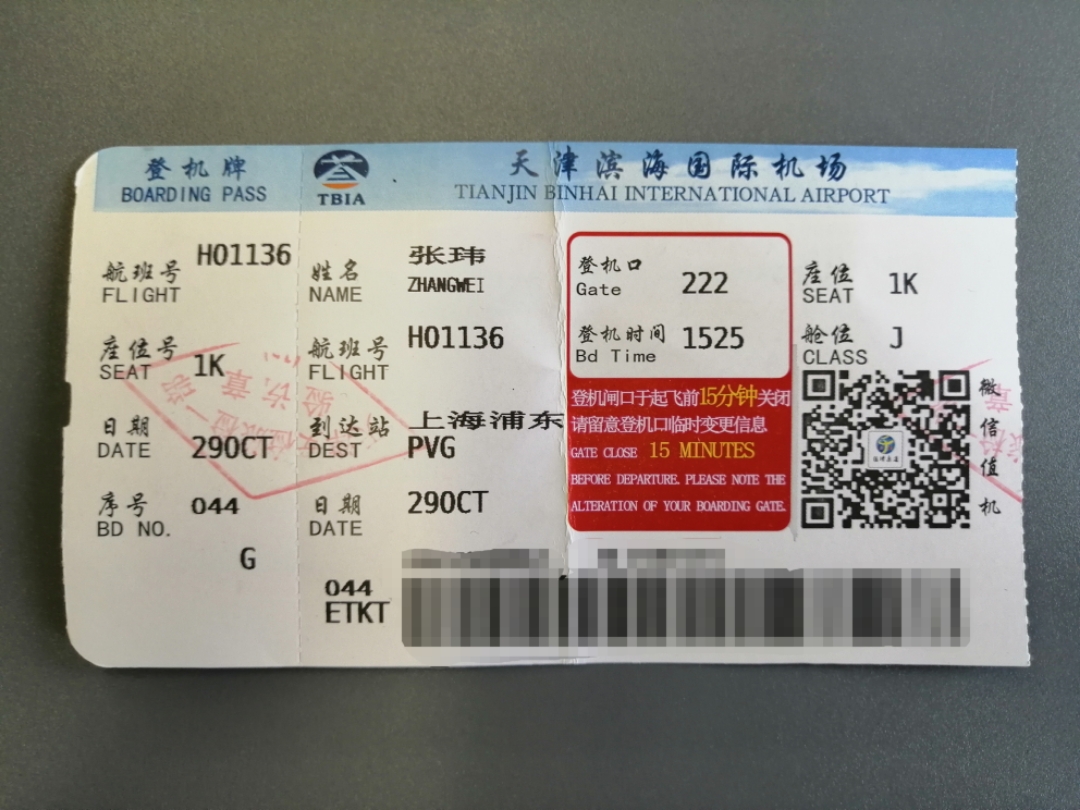 登机牌
BOARDING PASS
TBIA
天津滨海国际机场
TIANJIN BINHAI INTERNATIONAL AIRPORT
航班号 HO1136
FLIGHT
座位号 1K
SEAT
日期
DATE 29OCT
序号 044
BD NO.
G
姓名 张玮
NAME ZHANGWEI
航班号 HO1136
FLIGHT
到达站 上海浦东
DEST PVG
日期 29OCT
DATE
044
ETKT
登机口 222
Gate
登机时间 1525
Bd Time
登机闸口于起飞前15分钟关闭
请留意登机口临时变更信息
GATE CLOSE 15 MINUTES
BEFORE DEPARTURE. PLEASE NOTE THE
ALTERATION OF YOUR BOARDING GATE.
座位 1K
SEAT
舱位 J
CLASS
微信值机